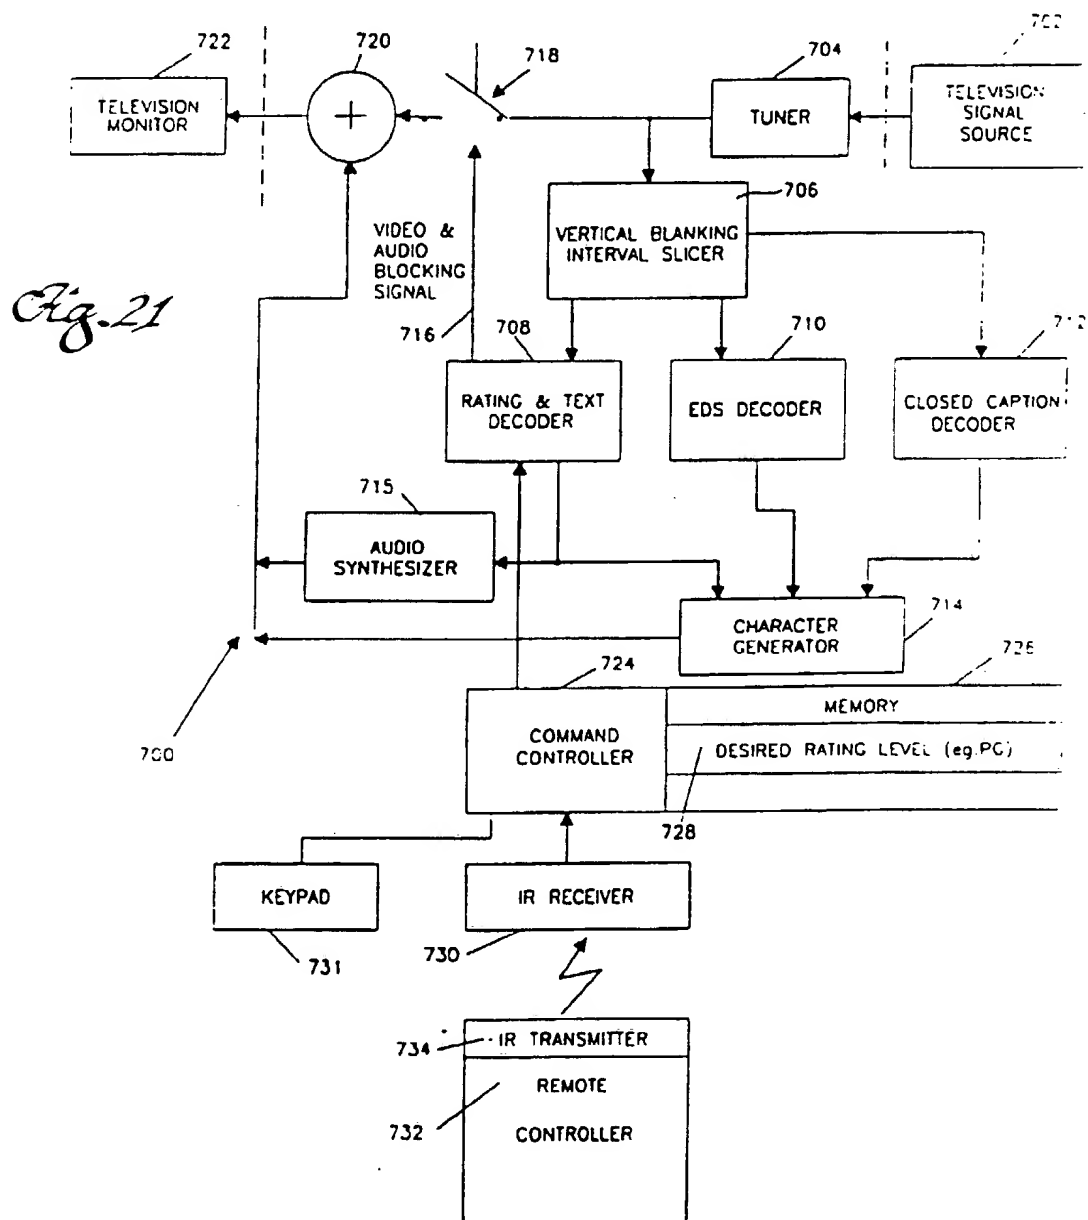 722
720
718
704
702
TELEVISION
MONITOR
+
TUNER
TELEVISION
SIGNAL
SOURCE
706
VIDEO &
AUDIO
BLOCKING
SIGNAL
VERTICAL BLANKING
INTERVAL SLICER
Fig. 21
716
708
710
712
RATING & TEXT
DECODER
EDS DECODER
CLOSED CAPTION
DECODER
715
AUDIO
SYNTHESIZER
CHARACTER
GENERATOR
714
724
726
700
COMMAND
CONTROLLER
MEMORY
DESIRED RATING LEVEL (eg.PG)
728
KEYPAD
IR RECEIVER
731
730
734
IR TRANSMITTER
REMOTE
CONTROLLER
732